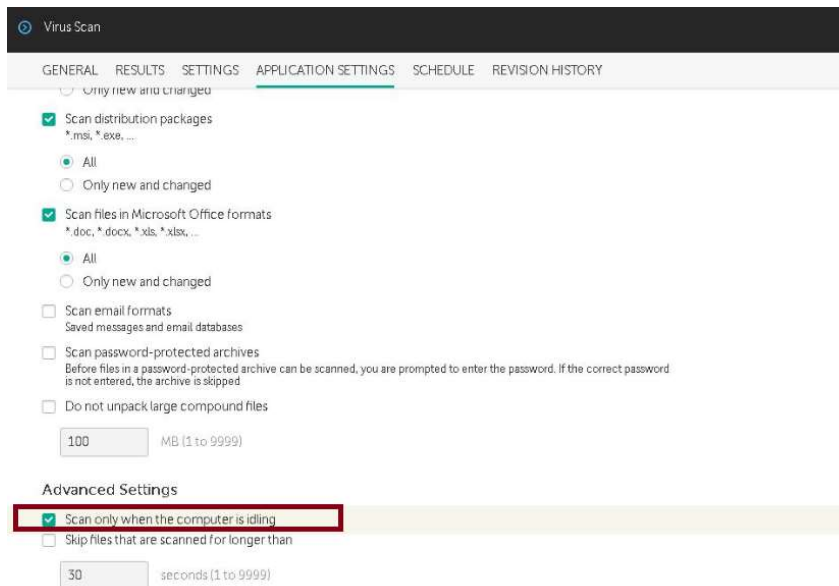 Virus Scan
GENERAL RESULTS SETTINGS APPLICATION SETTINGS SCHEDULE REVISION HISTORY
Only new and changed
Scan distribution packages
*.msi, *.exe, ...
All
Only new and changed
Scan files in Microsoft Office formats
*.doc, *.docx, *.xls, *.xlsx, ...
All
Only new and changed
Scan email formats
Saved messages and email databases
Scan password-protected archives
Before files in a password-protected archive can be scanned, you are prompted to enter the password. If the correct password
is not entered, the archive is skipped
Do not unpack large compound files
100 MB (1 to 9999)
Advanced Settings
Scan only when the computer is idling
Skip files that are scanned for longer than
30 seconds (1 to 9999)